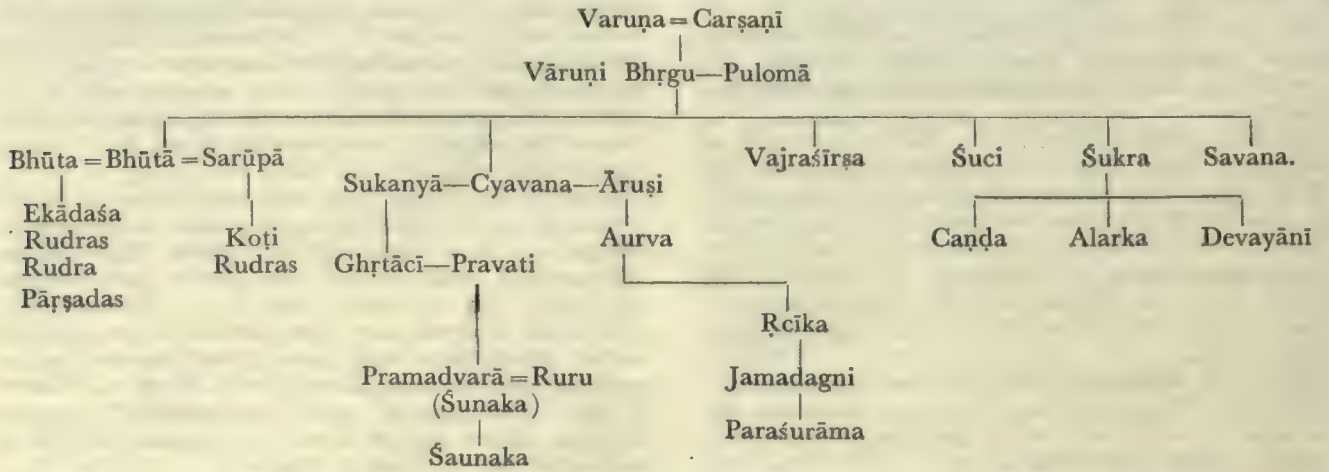 Varuṇa = Carṣaṇī
Vāruṇi Bhṛgu—Pulomā
Bhūta = Bhūtā = Sarūpā
Vajraśīrṣa
Śuci
Śukra
Savana.
Sukanyā—Cyavana—Āruṣi
Ekādaśa
Rudras
Rudra
Pārṣadas
Koṭi
Rudras
Ghṛtācī—Pravati
Aurva
Caṇḍa
Alarka
Devayānī
Ṛcīka
Pramadvarā = Ruru
(Śunaka)
Jamadagni
Śaunaka
Paraśurāma